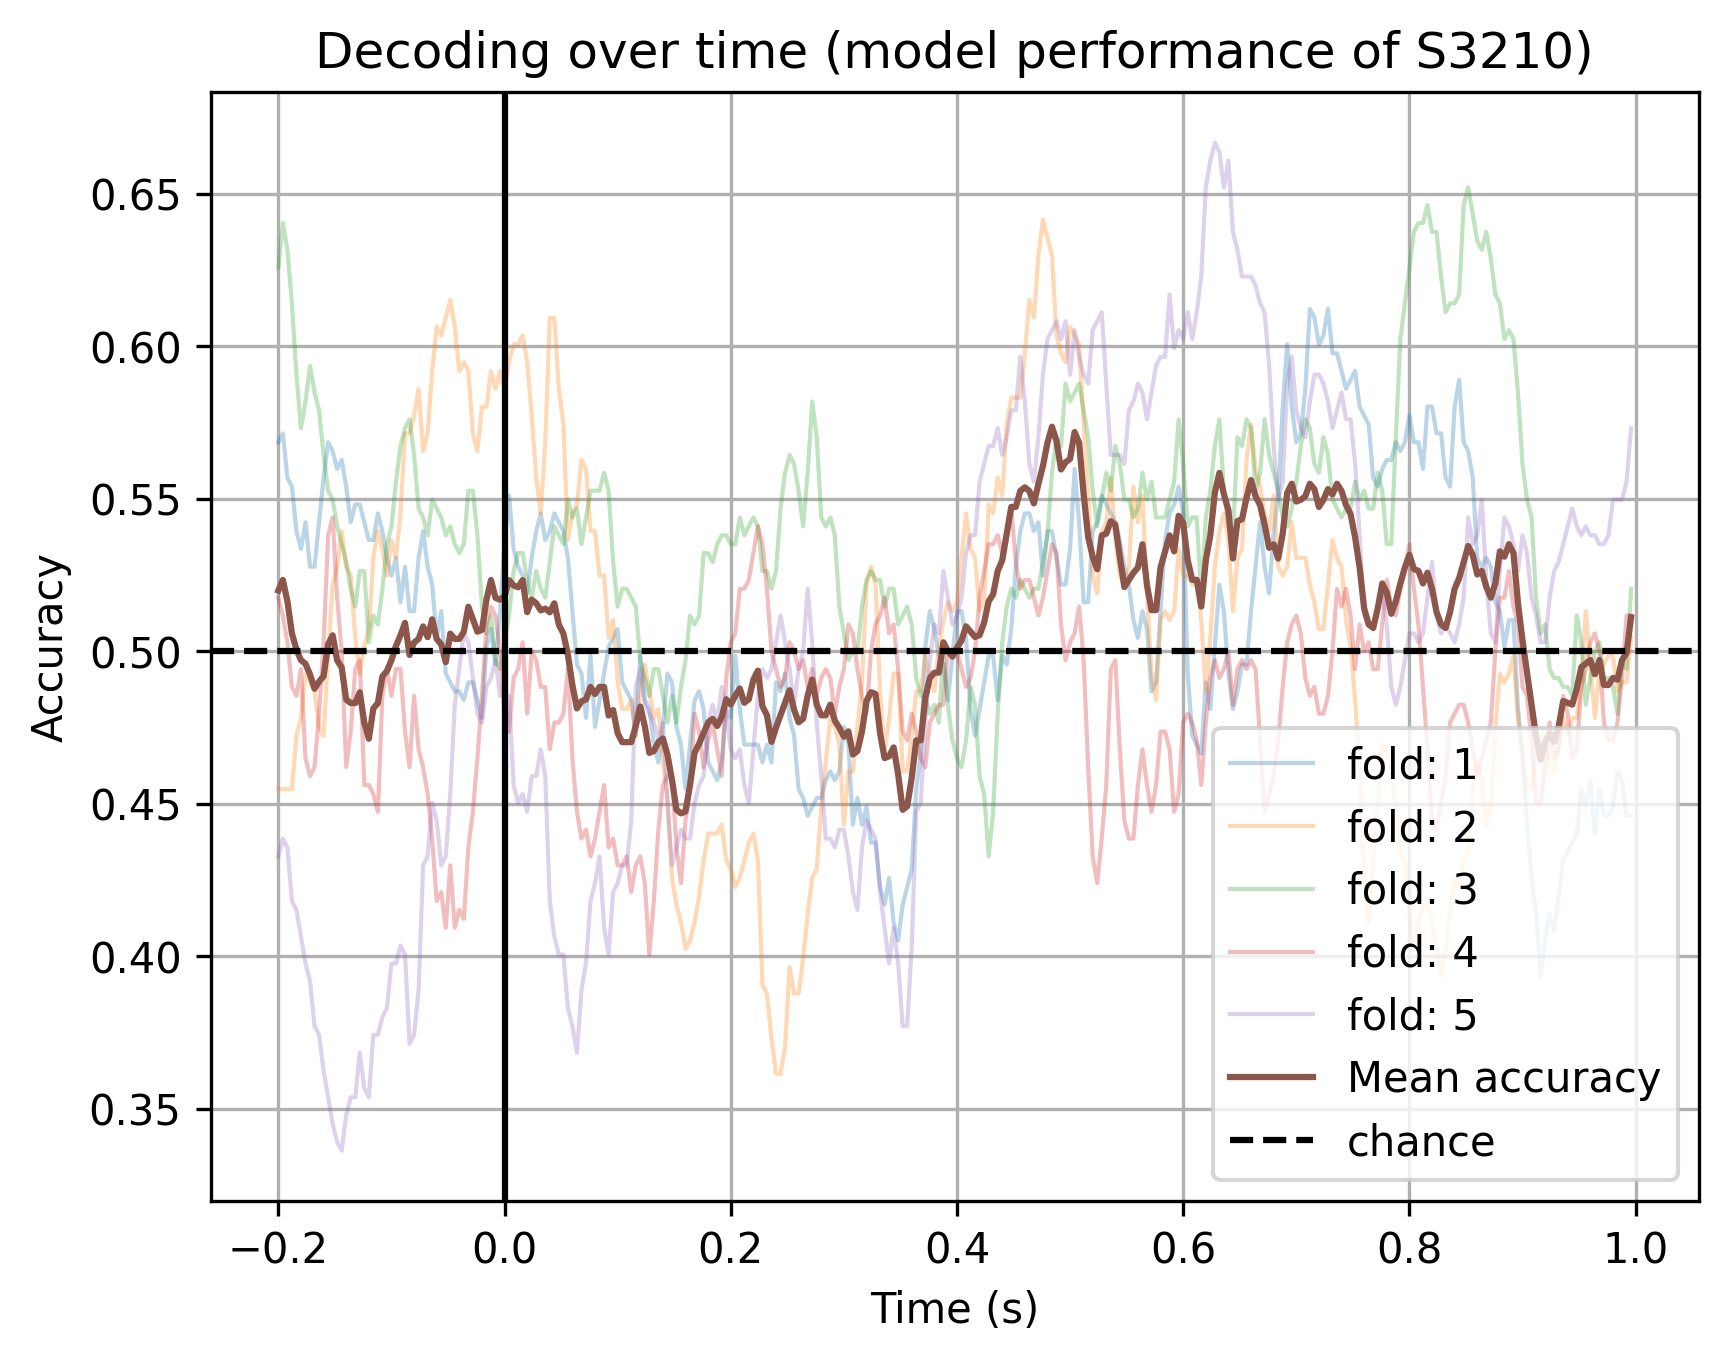 Decoding over time (model performance of S3210)
Accuracy
0.65
0.60
0.55
0.50
0.45
0.40
0.35
−0.2
0.0
0.2
0.4
0.6
0.8
1.0
Time (s)
fold: 1
fold: 2
fold: 3
fold: 4
fold: 5
Mean accuracy
chance